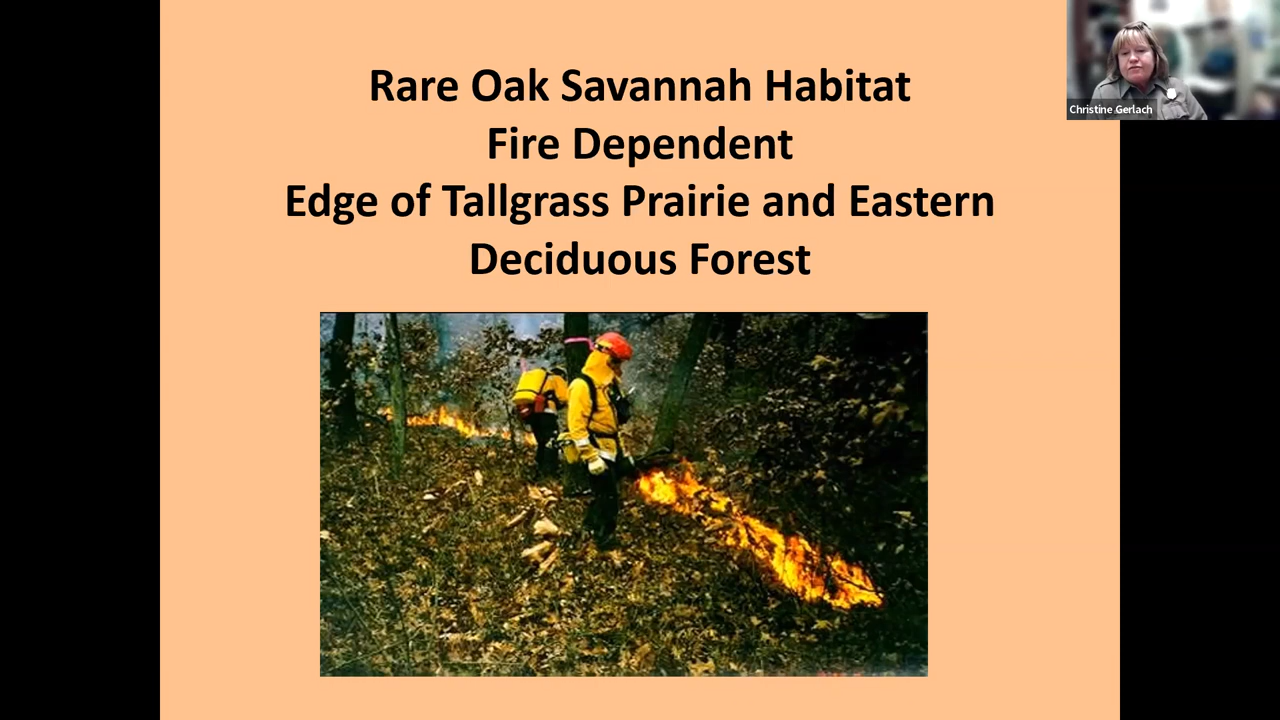 Rare Oak Savannah Habitat
Fire Dependent
Edge of Tallgrass Prairie and Eastern
Deciduous Forest
Christine Gerlach